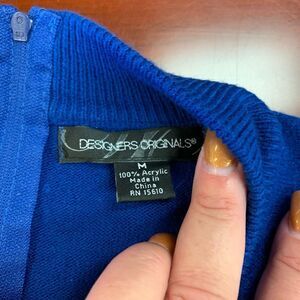 DESIGNERS ORIGINALS®
M
100% Acrylic
Made in
China
RN 15610